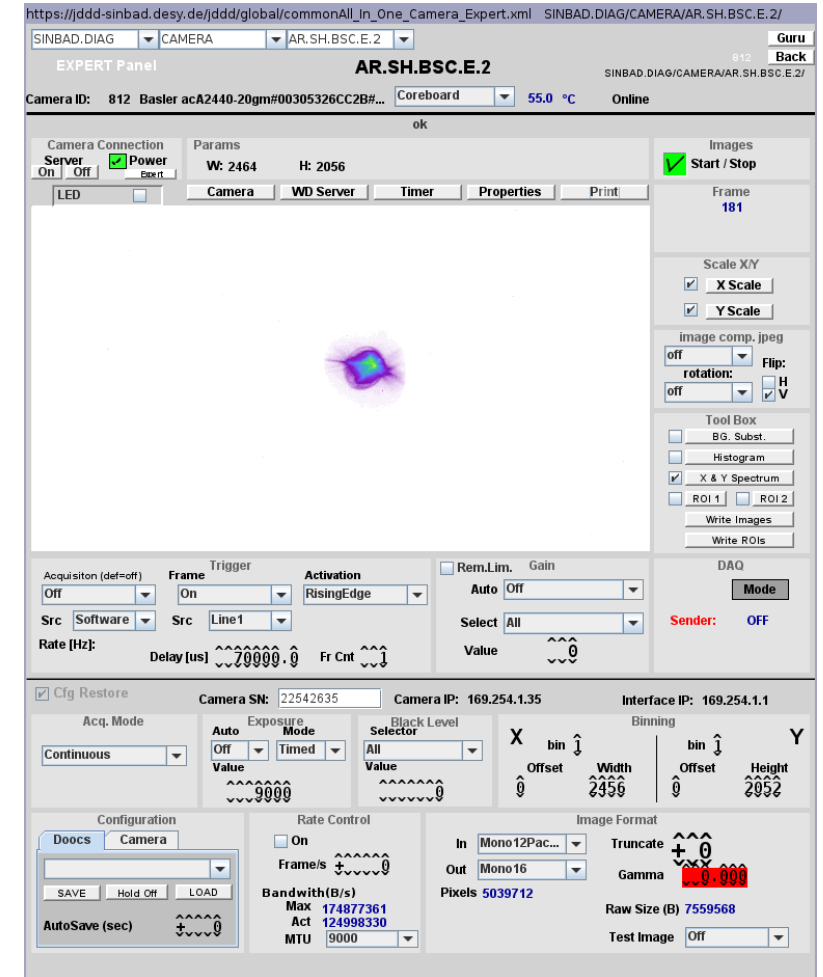 https://jddd-sinbad.desy.de/jddd/global/commonAll_In_One_Camera_Expert.xml SINBAD.DIAG/CAMERA/AR.SH.BSC.E.2/
SINBAD.DIAG CAMERA AR.SH.BSC.E.2 Guru
EXPERT Panel AR.SH.BSC.E.2 812 Back
SINBAD.DIAG/CAMERA/AR.SH.BSC.E.2/
Camera ID: 812 Basler acA2440-20gm#00305326CC2B#... Coreboard 55.0 °C Online
ok
Camera Connection Params Images
Server Power W: 2464 H: 2056 Start / Stop
On Off Expert
LED Camera WD Server Timer Properties Print Frame
181
Scale X/Y
X Scale
Y Scale
image comp. jpeg
off Flip:
rotation: H
off V
Tool Box
BG. Subst.
Histogram
X & Y Spectrum
ROI 1 ROI 2
Write Images
Write ROIs
Trigger Rem.Lim. Gain DAQ
Acquisiton (def=off) Frame Activation
Off On RisingEdge Auto Off Mode
Src Software Src Line1 Select All Sender: OFF
Rate [Hz]: Value 0
Delay [us] 70000.0 Fr Cnt 1
Cfg Restore Camera SN: 22542635 Camera IP: 169.254.1.35 Interface IP: 169.254.1.1
Acq. Mode Exposure Black Level Binning
Auto Mode Selector X bin 1 bin 1 Y
Continuous Off Timed All
Value Value Offset Width Offset Height
9000 0 0 2456 0 2052
Configuration Rate Control Image Format
Doocs Camera On In Mono12Pac... Truncate + 0
Frame/s + 0 Out Mono16 Gamma 0.000
SAVE Hold Off LOAD Bandwith(B/s) Pixels 5039712
Max 174877361 Raw Size (B) 7559568
AutoSave (sec) + 0 Act 124998330
MTU 9000 Test Image Off